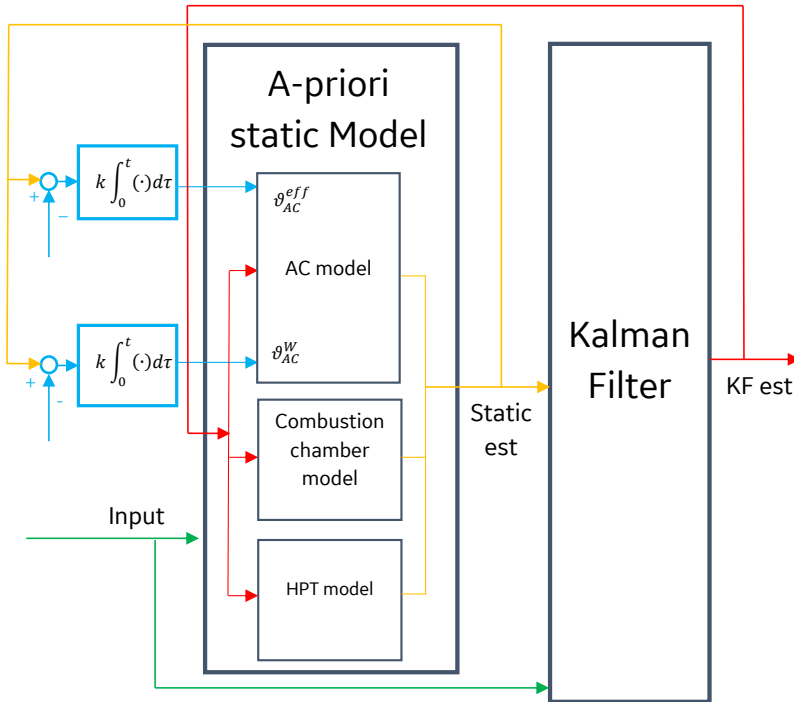 A-priori
static Model
k∫₀ᵗ(·)dτ
+
−
ϑ_AC^eff
AC model
k∫₀ᵗ(·)dτ
+
-
ϑ_AC^W
Kalman
Filter
KF est
Static
est
Combustion
chamber
model
Input
HPT model